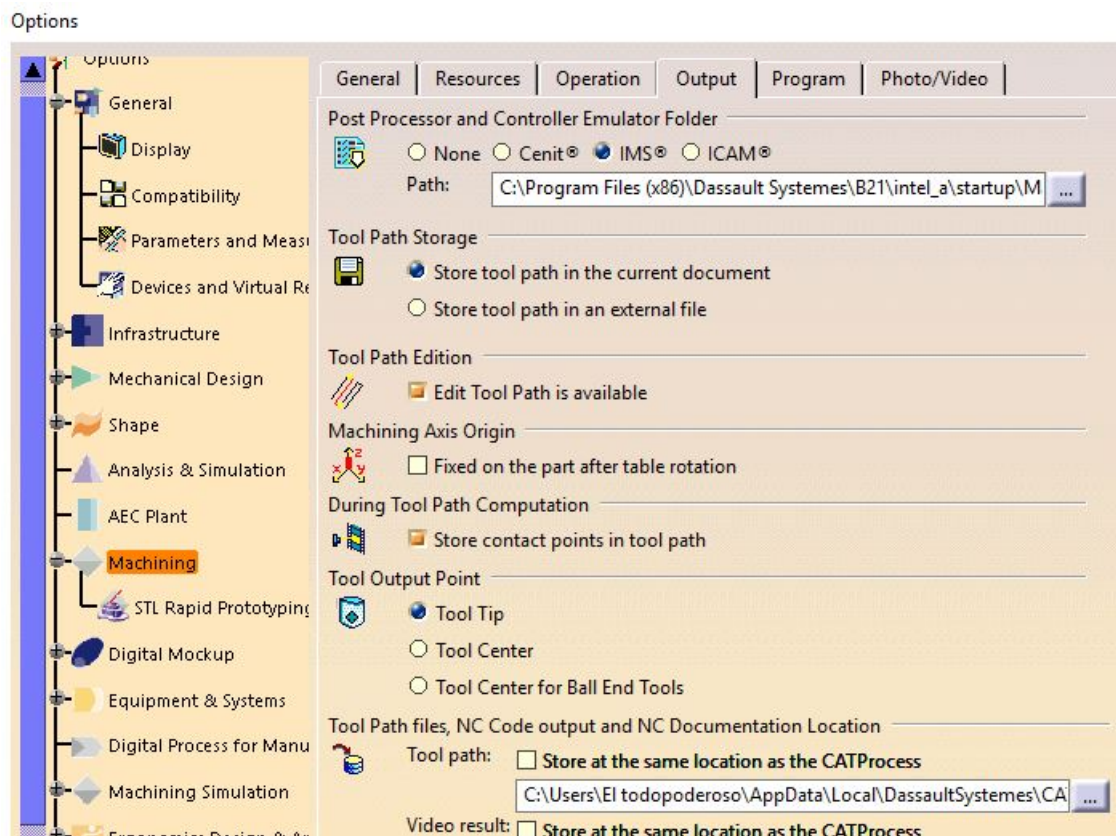 Options
Options
General
Display
Compatibility
Parameters and Measu
Devices and Virtual Re
Infrastructure
Mechanical Design
Shape
Analysis & Simulation
AEC Plant
Machining
STL Rapid Prototyping
Digital Mockup
Equipment & Systems
Digital Process for Manu
Machining Simulation
Ergonomics Design & An
General Resources Operation Output Program Photo/Video
Post Processor and Controller Emulator Folder
None Cenit® IMS® ICAM®
Path: C:\Program Files (x86)\Dassault Systemes\B21\intel_a\startup\M ...
Tool Path Storage
Store tool path in the current document
Store tool path in an external file
Tool Path Edition
Edit Tool Path is available
Machining Axis Origin
Fixed on the part after table rotation
During Tool Path Computation
Store contact points in tool path
Tool Output Point
Tool Tip
Tool Center
Tool Center for Ball End Tools
Tool Path files, NC Code output and NC Documentation Location
Tool path: Store at the same location as the CATProcess
C:\Users\El todopoderoso\AppData\Local\DassaultSystemes\CA ...
Video result: Store at the same location as the CATProcess